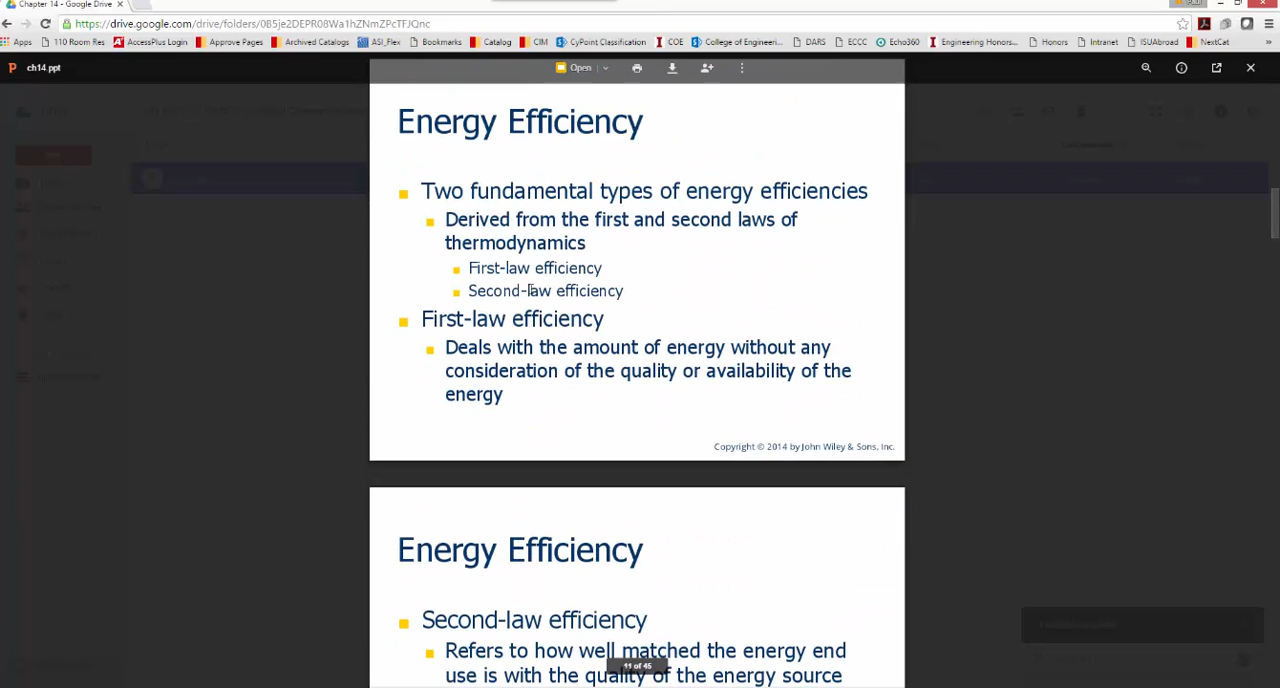 Chapter 14 - Google Drive
https://drive.google.com/drive/folders/0B5je2DEPR08Wa1hZNmZPcTFJQnc
Apps 110 Room Res AccessPlus Login Approve Pages Archived Catalogs ASI_Flex Bookmarks Catalog CIM CyPoint Classification COE College of Engineeri... DARS ECCC Echo360 Engineering Honors... Honors Intranet ISUAbroad NextCat »
ch14.ppt
Open
Energy Efficiency
Two fundamental types of energy efficiencies
Derived from the first and second laws of
thermodynamics
First-law efficiency
Second-law efficiency
First-law efficiency
Deals with the amount of energy without any
consideration of the quality or availability of the
energy
Copyright © 2014 by John Wiley & Sons, Inc.
Energy Efficiency
Second-law efficiency
Refers to how well matched the energy end
use is with the quality of the energy source
11 of 45